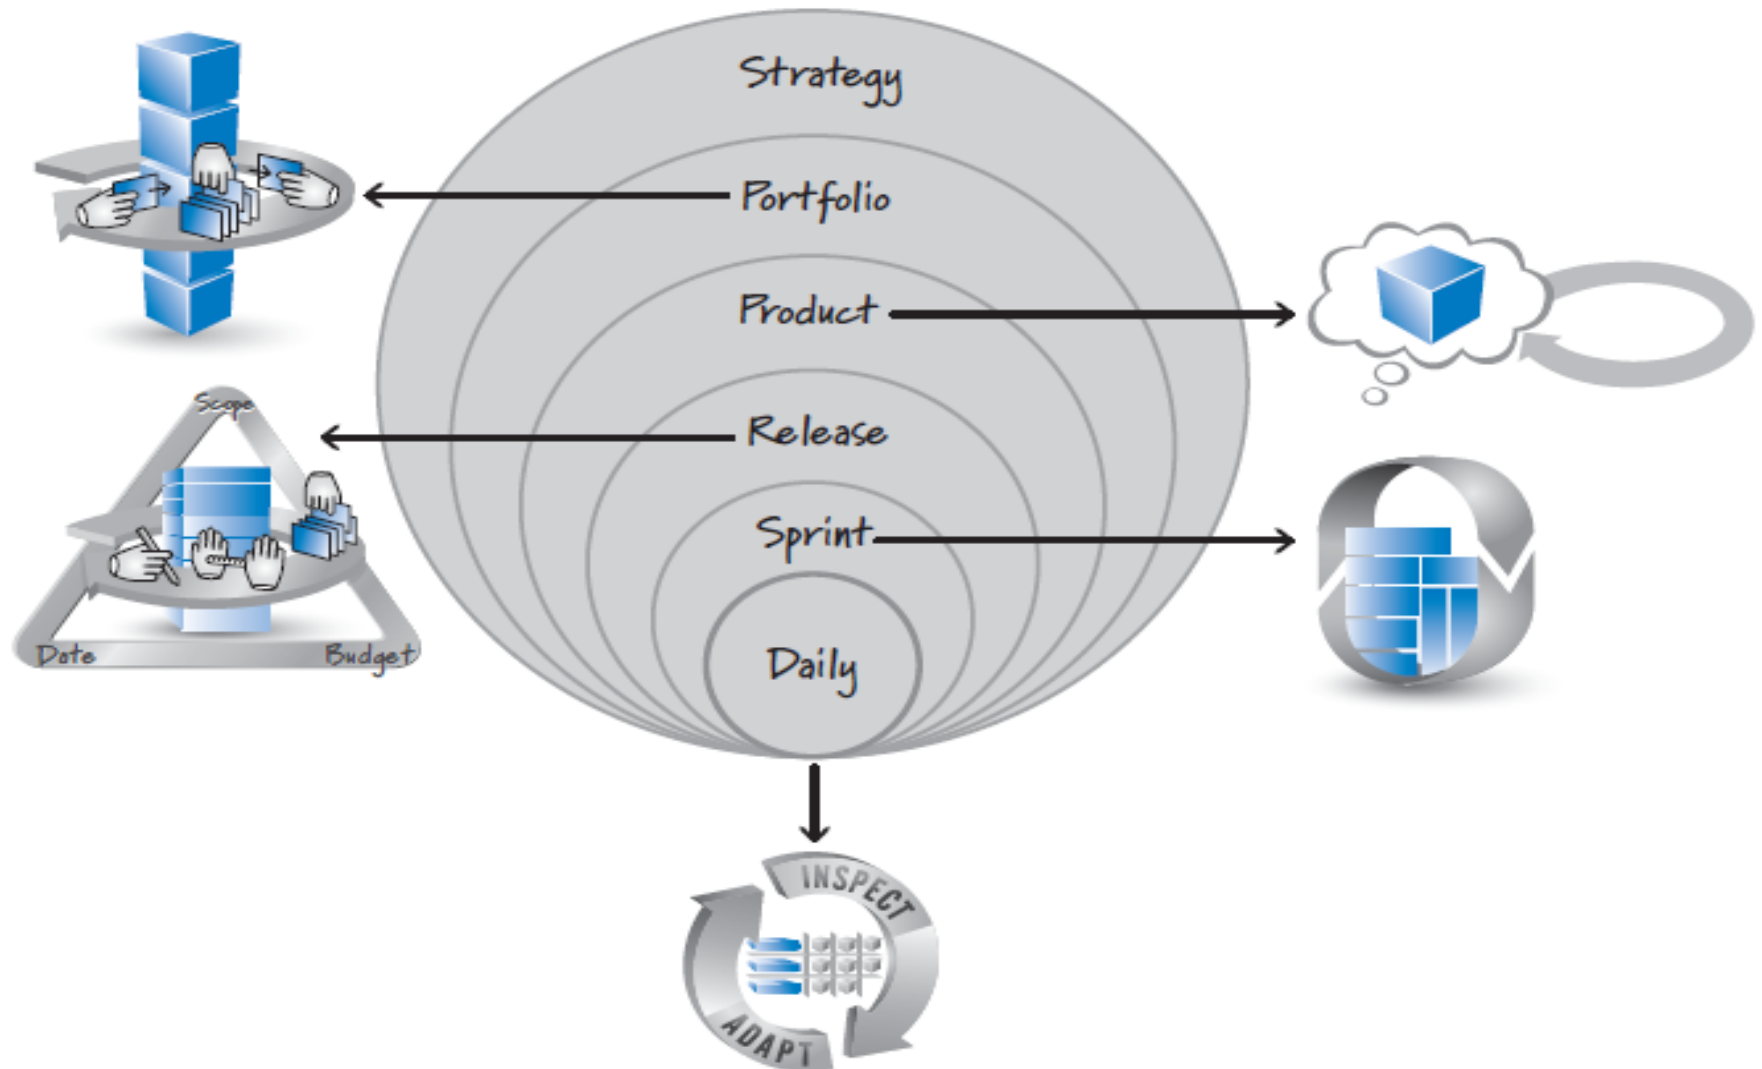 Strategy
Portfolio
Product
Release
Sprint
Daily
Scope
Date
Budget
INSPECT
ADAPT